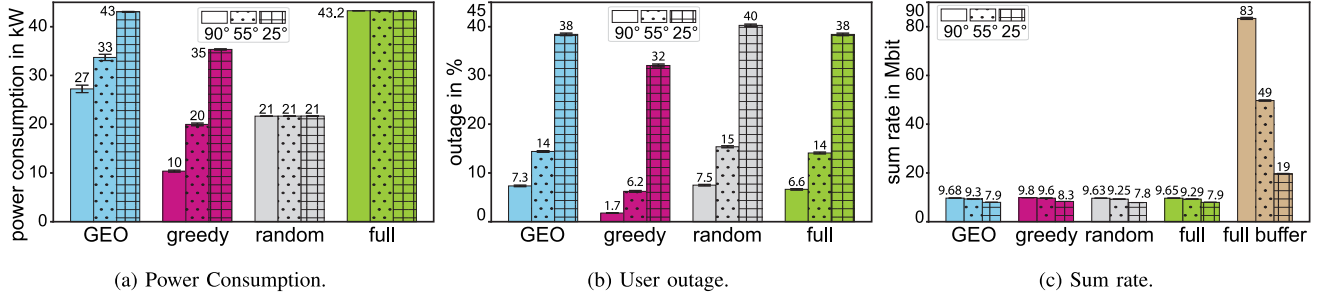 power consumption in kW
40
30
20
10
0
90° 55° 25°
27
33
43
10
20
35
21
21
21
43.2
GEO
greedy
random
full
(a) Power Consumption.
outage in %
45
40
30
20
10
0
90° 55° 25°
7.3
14
38
1.7
6.2
32
7.5
15
40
6.6
14
38
GEO
greedy
random
full
(b) User outage.
sum rate in Mbit
80
60
40
20
0
90° 55° 25°
9.68
9.3
7.9
9.8
9.6
8.3
9.63
9.25
7.8
9.65
9.29
7.9
83
49
19
GEO
greedy
random
full
full buffer
(c) Sum rate.